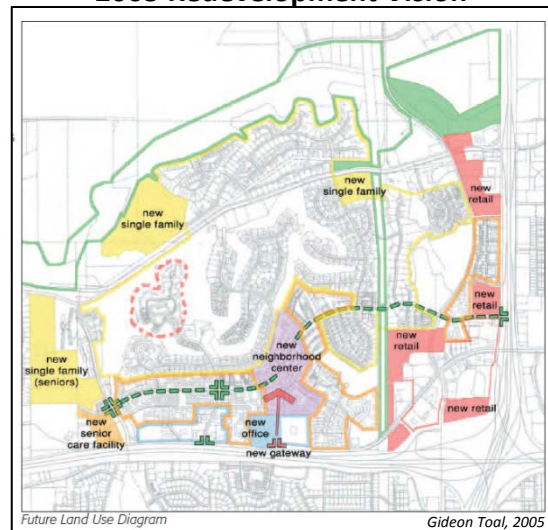 2005 Redevelopment Vision
new
single family
new
single family
new
retail
new
retail
new
retail
new retail
new
neighborhood
center
new
single family
(seniors)
new
senior
care facility
new
office
new gateway
Future Land Use Diagram
Gideon Toal, 2005